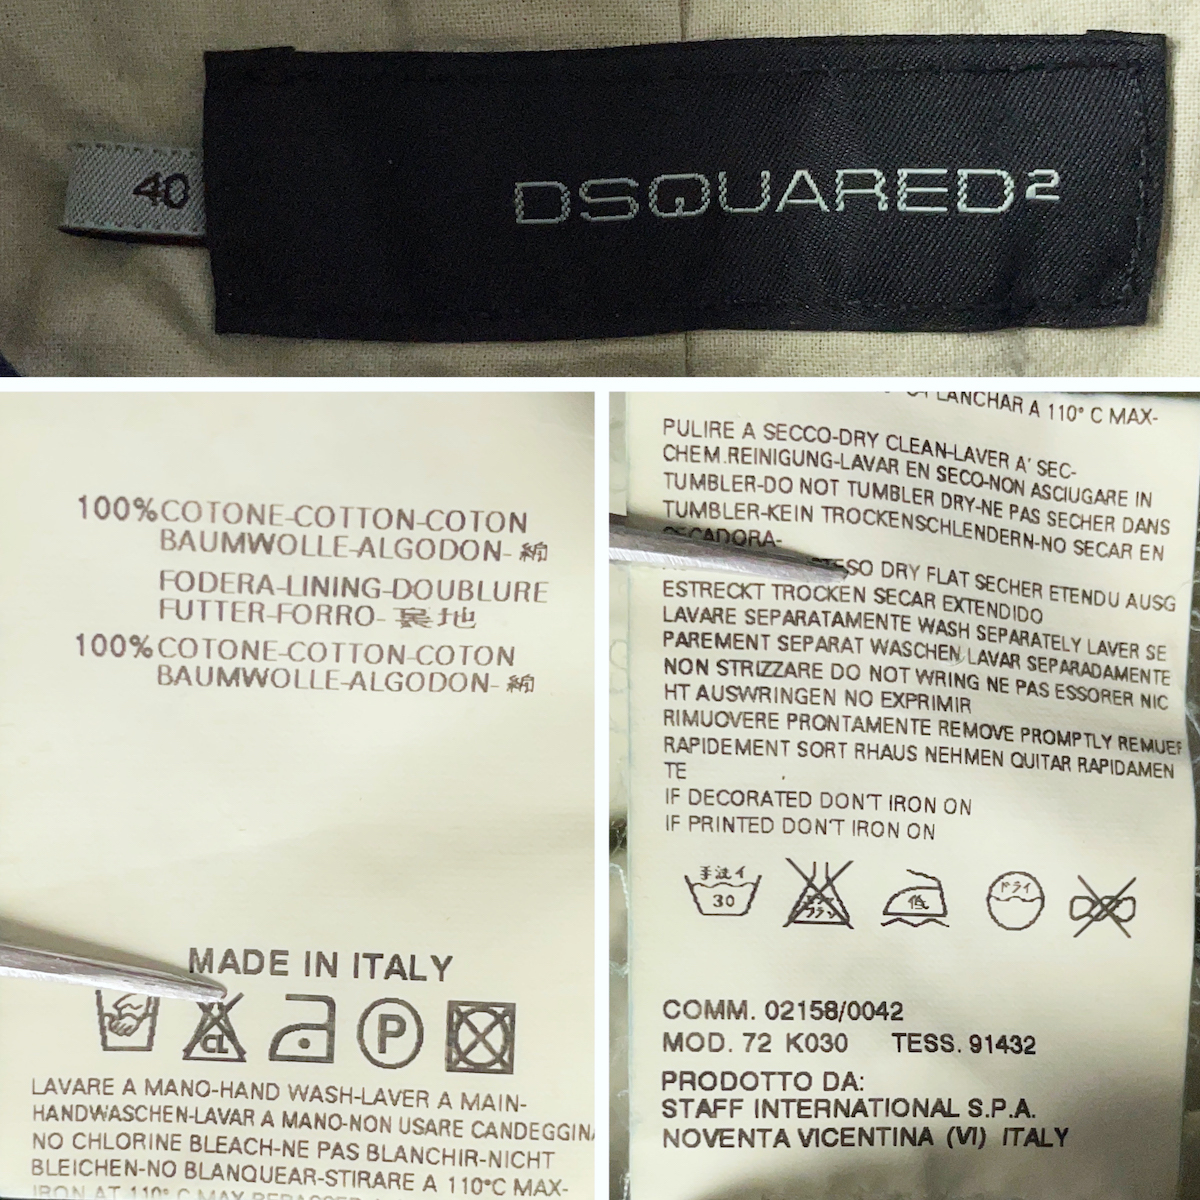 40
DSQUARED2
100%COTONE-COTTON-COTON
BAUMWOLLE-ALGODON-綿
FODERA-LINING-DOUBLURE
FUTTER-FORRO-裏地
100%COTONE-COTTON-COTON
BAUMWOLLE-ALGODON-綿
MADE IN ITALY
CL
P
LAVARE A MANO-HAND WASH-LAVER A MAIN-
HANDWASCHEN-LAVAR A MANO-NON USARE CANDEGGINA
NO CHLORINE BLEACH-NE PAS BLANCHIR-NICHT
BLEICHEN-NO BLANQUEAR-STIRARE A 110°C MAX-
IRON AT 110° C MAX
PLANCHAR A 110° C MAX-
PULIRE A SECCO-DRY CLEAN-LAVER A' SEC-
CHEM.REINIGUNG-LAVAR EN SECO-NON ASCIUGARE IN
TUMBLER-DO NOT TUMBLER DRY-NE PAS SECHER DANS
TUMBLER-KEIN TROCKENSCHLENDERN-NO SECAR EN
SECADORA-
STESO DRY FLAT SECHER ETENDU AUSG
ESTRECKT TROCKEN SECAR EXTENDIDO
LAVARE SEPARATAMENTE WASH SEPARATELY LAVER SE
PAREMENT SEPARAT WASCHEN LAVAR SEPARADAMENTE
NON STRIZZARE DO NOT WRING NE PAS ESSORER NIC
HT AUSWRINGEN NO EXPRIMIR
RIMUOVERE PRONTAMENTE REMOVE PROMPTLY REMUER
RAPIDEMENT SORT RHAUS NEHMEN QUITAR RAPIDAMEN
TE
IF DECORATED DON'T IRON ON
IF PRINTED DON'T IRON ON
手洗イ
30
低
ドライ
COMM. 02158/0042
MOD. 72 K030 TESS. 91432
PRODOTTO DA:
STAFF INTERNATIONAL S.P.A.
NOVENTA VICENTINA (VI) ITALY